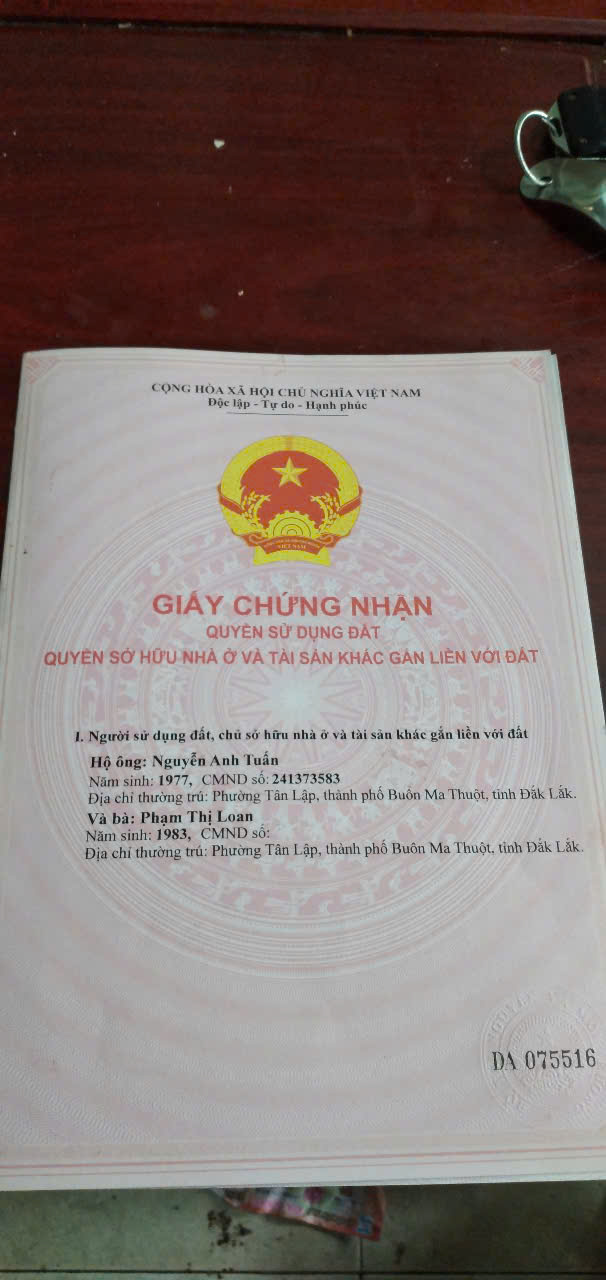 CỘNG HÒA XÃ HỘI CHỦ NGHĨA VIỆT NAM
Độc lập - Tự do - Hạnh phúc
VIỆT NAM
GIẤY CHỨNG NHẬN
QUYỀN SỬ DỤNG ĐẤT
QUYỀN SỞ HỮU NHÀ Ở VÀ TÀI SẢN KHÁC GẮN LIỀN VỚI ĐẤT
I. Người sử dụng đất, chủ sở hữu nhà ở và tài sản khác gắn liền với đất
Hộ ông: Nguyễn Anh Tuấn
Năm sinh: 1977, CMND số: 241373583
Địa chỉ thường trú: Phường Tân Lập, thành phố Buôn Ma Thuột, tỉnh Đắk Lắk.
Và bà: Phạm Thị Loan
Năm sinh: 1983, CMND số:
Địa chỉ thường trú: Phường Tân Lập, thành phố Buôn Ma Thuột, tỉnh Đắk Lắk.
DA 075516